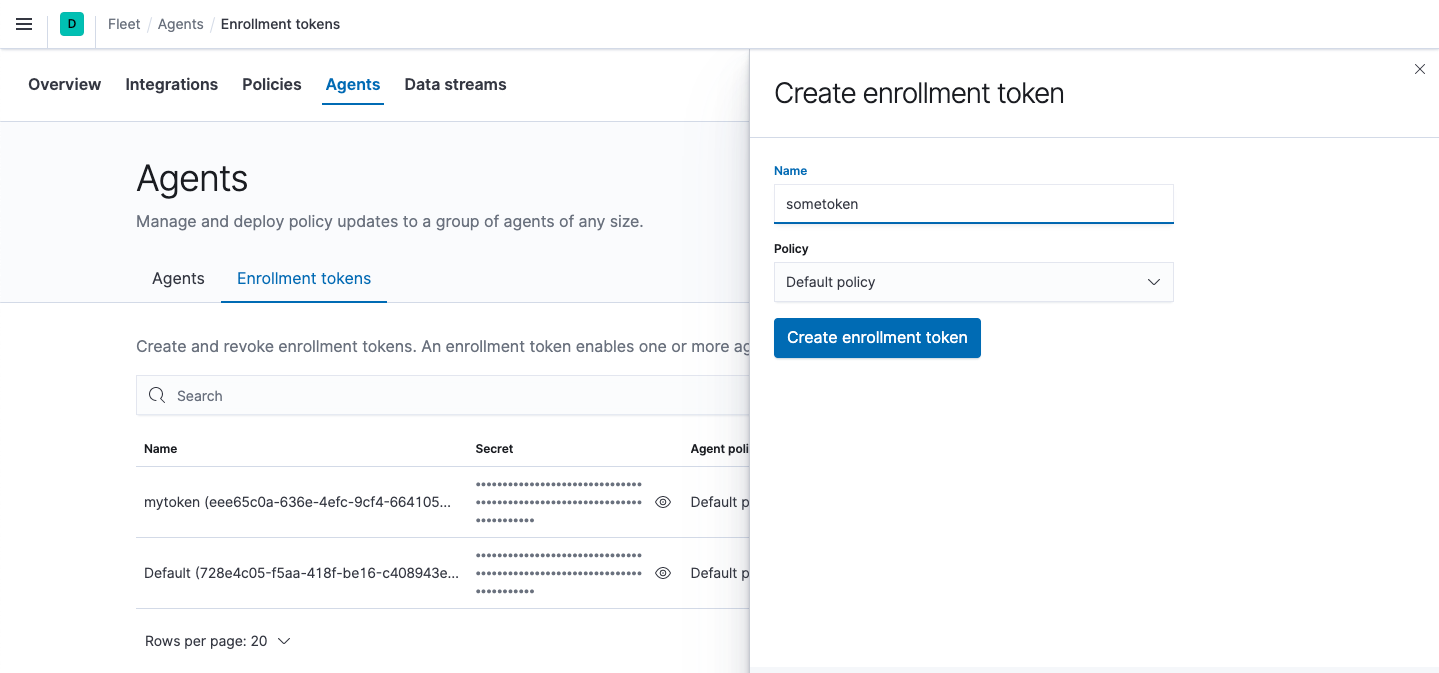 D Fleet / Agents / Enrollment tokens
Overview Integrations Policies Agents Data streams
Agents
Manage and deploy policy updates to a group of agents of any size.
Agents Enrollment tokens
Create and revoke enrollment tokens. An enrollment token enables one or more ag
Search
Name Secret Agent poli
mytoken (eee65c0a-636e-4efc-9cf4-664105... •••••••••••••••••••••••••••••• Default p
Default (728e4c05-f5aa-418f-be16-c408943e... •••••••••••••••••••••••••••••• Default p
Rows per page: 20
Create enrollment token
Name
sometoken
Policy
Default policy
Create enrollment token